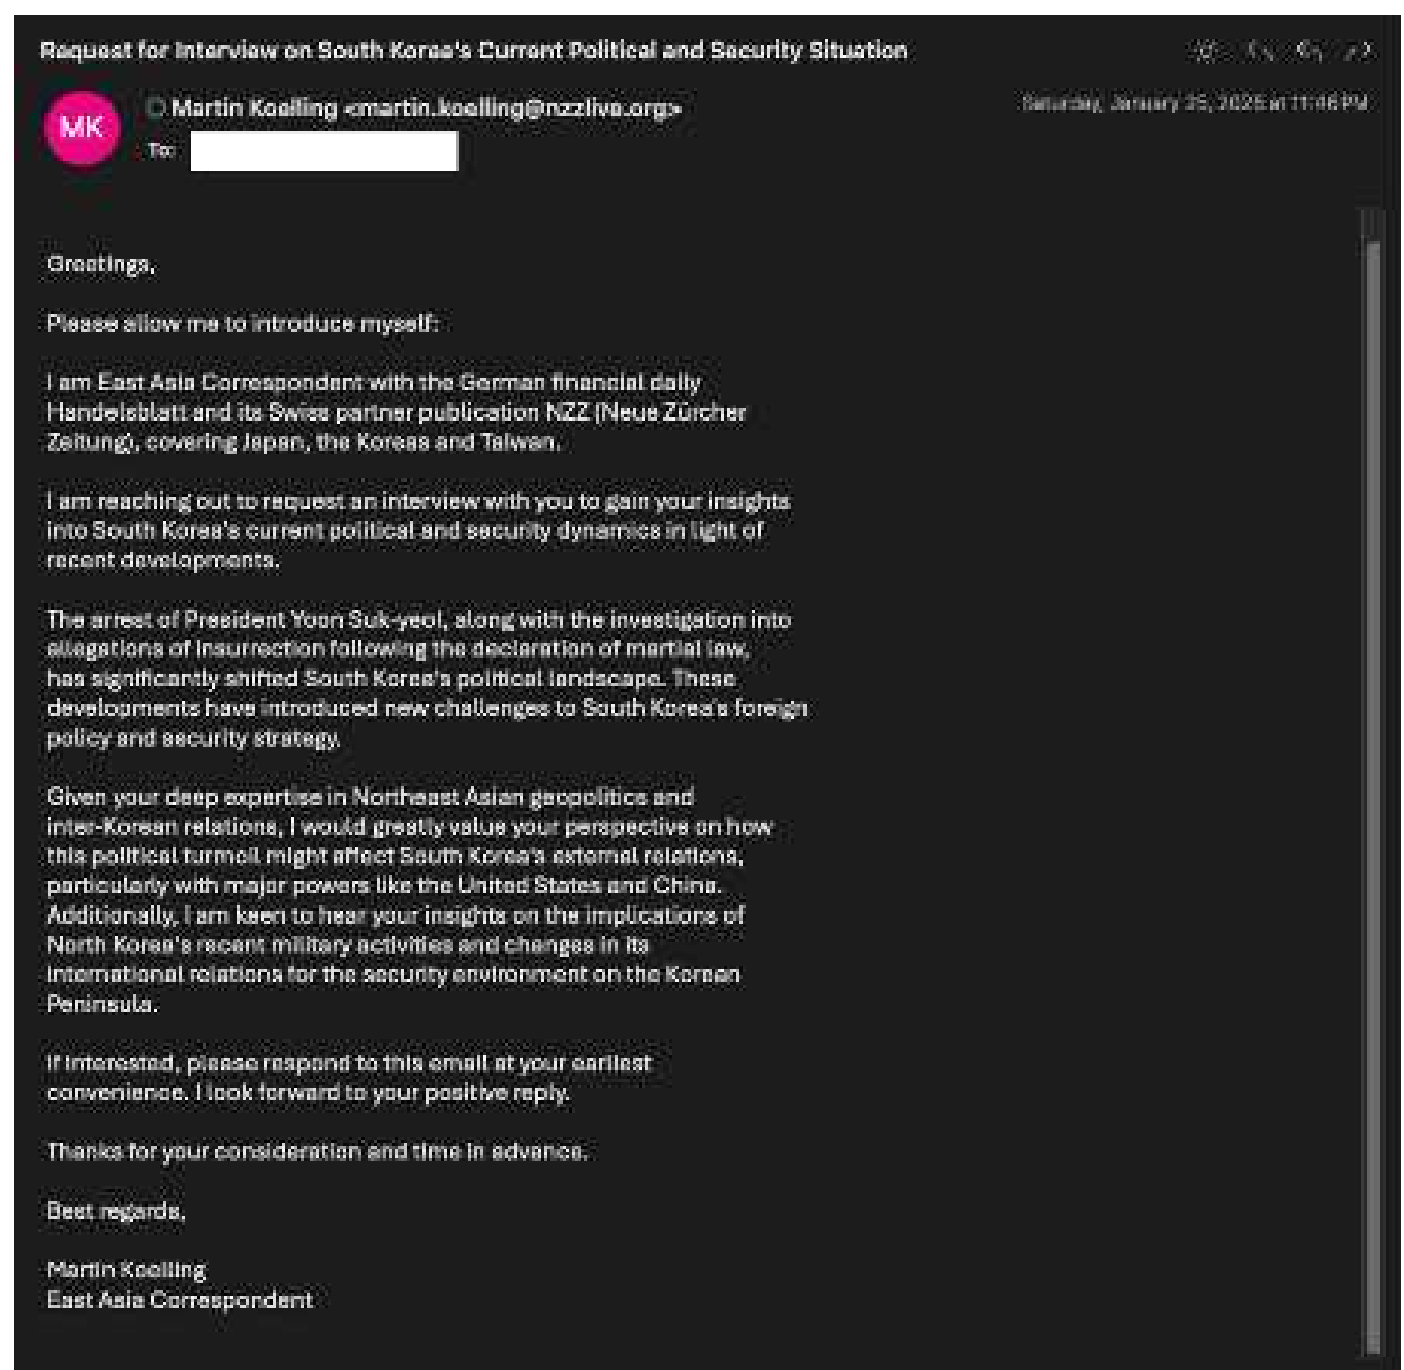 Request for Interview on South Korea's Current Political and Security Situation
MK
Martin Koelling <martin.koelling@nzzlive.org>
Saturday, January 25, 2025 at 11:46 PM
To:
Greetings,
Please allow me to introduce myself:
I am East Asia Correspondent with the German financial daily
Handelsblatt and its Swiss partner publication NZZ (Neue Zürcher
Zeitung), covering Japan, the Koreas and Taiwan.
I am reaching out to request an interview with you to gain your insights
into South Korea's current political and security dynamics in light of
recent developments.
The arrest of President Yoon Suk-yeol, along with the investigation into
allegations of insurrection following the declaration of martial law,
has significantly shifted South Korea's political landscape. These
developments have introduced new challenges to South Korea's foreign
policy and security strategy.
Given your deep expertise in Northeast Asian geopolitics and
inter-Korean relations, I would greatly value your perspective on how
this political turmoil might affect South Korea's external relations,
particularly with major powers like the United States and China.
Additionally, I am keen to hear your insights on the implications of
North Korea's recent military activities and changes in its
international relations for the security environment on the Korean
Peninsula.
If interested, please respond to this email at your earliest
convenience. I look forward to your positive reply.
Thanks for your consideration and time in advance.
Best regards,
Martin Koelling
East Asia Correspondent